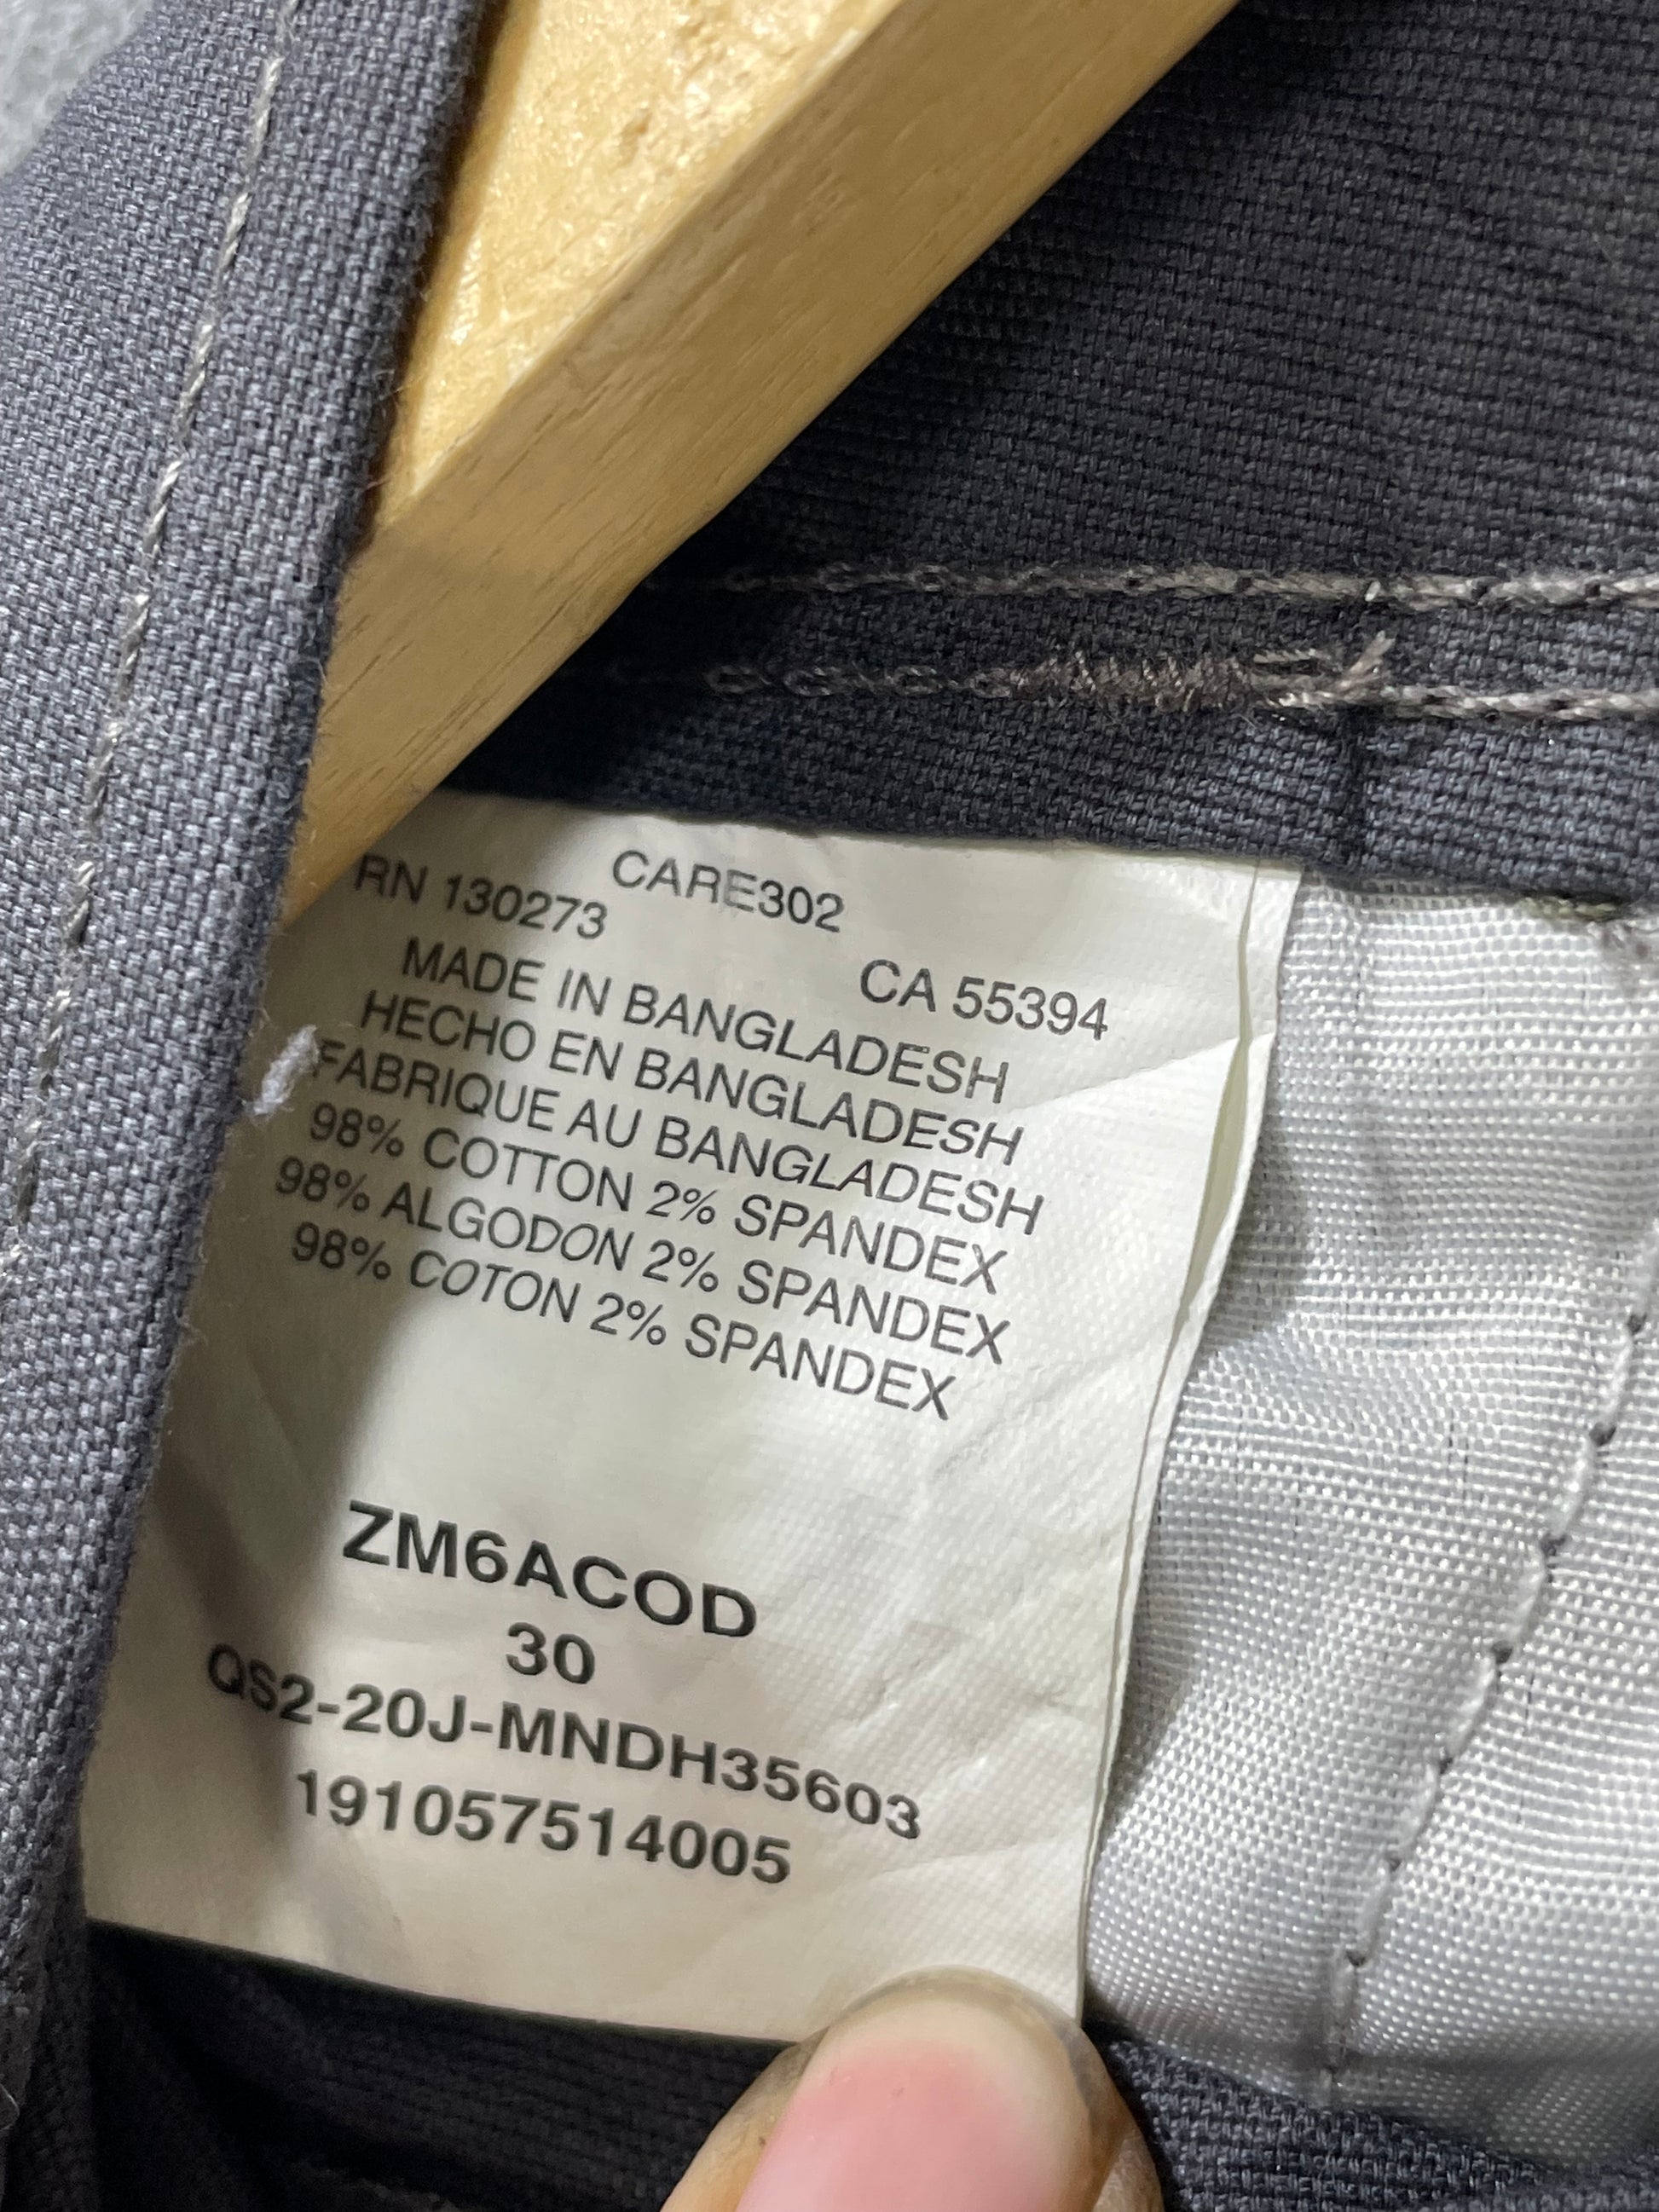 CARE302
RN 130273 CA 55394
MADE IN BANGLADESH
HECHO EN BANGLADESH
FABRIQUE AU BANGLADESH
98% COTTON 2% SPANDEX
98% ALGODON 2% SPANDEX
98% COTON 2% SPANDEX
ZM6ACOD
30
QS2-20J-MNDH35603
191057514005